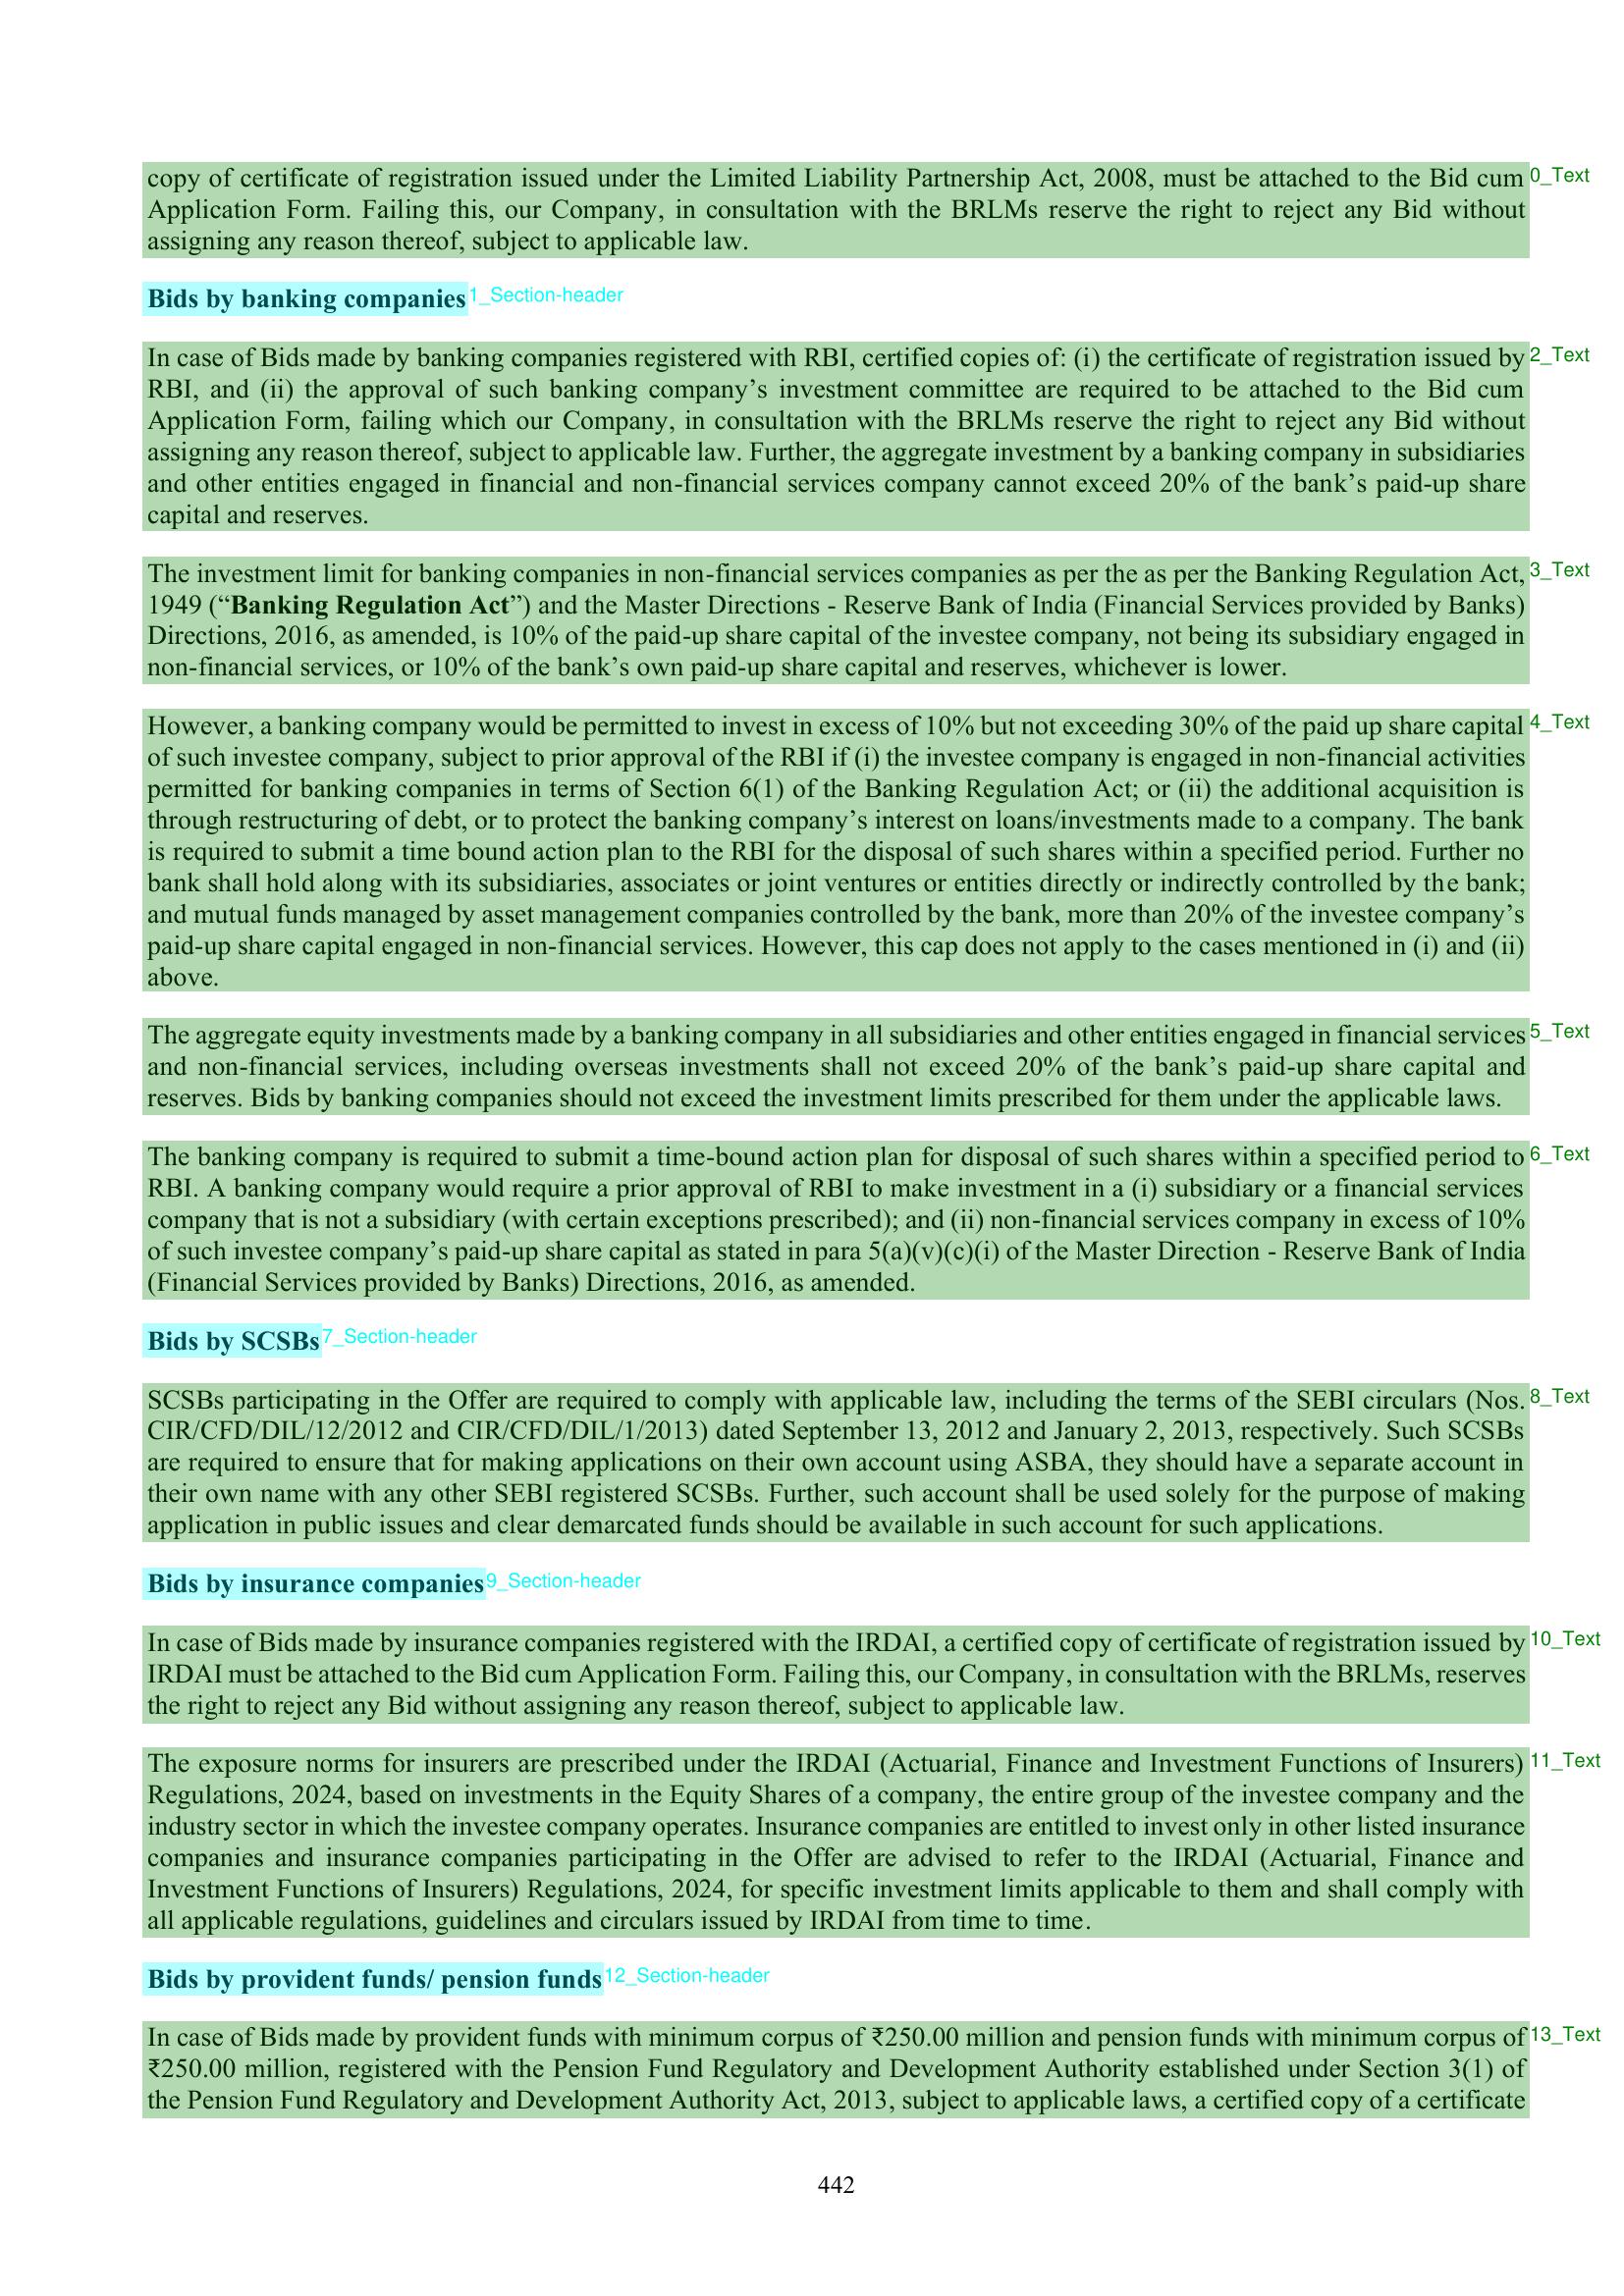 copy of certificate of registration issued under the Limited Liability Partnership Act, 2008, must be attached to the Bid cum 0_Text
Application Form. Failing this, our Company, in consultation with the BRLMs reserve the right to reject any Bid without
assigning any reason thereof, subject to applicable law.
Bids by banking companies 1_Section-header
In case of Bids made by banking companies registered with RBI, certified copies of: (i) the certificate of registration issued by 2_Text
RBI, and (ii) the approval of such banking company’s investment committee are required to be attached to the Bid cum
Application Form, failing which our Company, in consultation with the BRLMs reserve the right to reject any Bid without
assigning any reason thereof, subject to applicable law. Further, the aggregate investment by a banking company in subsidiaries
and other entities engaged in financial and non-financial services company cannot exceed 20% of the bank’s paid-up share
capital and reserves.
The investment limit for banking companies in non-financial services companies as per the as per the Banking Regulation Act, 3_Text
1949 (“Banking Regulation Act”) and the Master Directions - Reserve Bank of India (Financial Services provided by Banks)
Directions, 2016, as amended, is 10% of the paid-up share capital of the investee company, not being its subsidiary engaged in
non-financial services, or 10% of the bank’s own paid-up share capital and reserves, whichever is lower.
However, a banking company would be permitted to invest in excess of 10% but not exceeding 30% of the paid up share capital 4_Text
of such investee company, subject to prior approval of the RBI if (i) the investee company is engaged in non-financial activities
permitted for banking companies in terms of Section 6(1) of the Banking Regulation Act; or (ii) the additional acquisition is
through restructuring of debt, or to protect the banking company’s interest on loans/investments made to a company. The bank
is required to submit a time bound action plan to the RBI for the disposal of such shares within a specified period. Further no
bank shall hold along with its subsidiaries, associates or joint ventures or entities directly or indirectly controlled by the bank;
and mutual funds managed by asset management companies controlled by the bank, more than 20% of the investee company’s
paid-up share capital engaged in non-financial services. However, this cap does not apply to the cases mentioned in (i) and (ii)
above.
The aggregate equity investments made by a banking company in all subsidiaries and other entities engaged in financial services 5_Text
and non-financial services, including overseas investments shall not exceed 20% of the bank’s paid-up share capital and
reserves. Bids by banking companies should not exceed the investment limits prescribed for them under the applicable laws.
The banking company is required to submit a time-bound action plan for disposal of such shares within a specified period to 6_Text
RBI. A banking company would require a prior approval of RBI to make investment in a (i) subsidiary or a financial services
company that is not a subsidiary (with certain exceptions prescribed); and (ii) non-financial services company in excess of 10%
of such investee company’s paid-up share capital as stated in para 5(a)(v)(c)(i) of the Master Direction - Reserve Bank of India
(Financial Services provided by Banks) Directions, 2016, as amended.
Bids by SCSBs 7_Section-header
SCSBs participating in the Offer are required to comply with applicable law, including the terms of the SEBI circulars (Nos. 8_Text
CIR/CFD/DIL/12/2012 and CIR/CFD/DIL/1/2013) dated September 13, 2012 and January 2, 2013, respectively. Such SCSBs
are required to ensure that for making applications on their own account using ASBA, they should have a separate account in
their own name with any other SEBI registered SCSBs. Further, such account shall be used solely for the purpose of making
application in public issues and clear demarcated funds should be available in such account for such applications.
Bids by insurance companies 9_Section-header
In case of Bids made by insurance companies registered with the IRDAI, a certified copy of certificate of registration issued by 10_Text
IRDAI must be attached to the Bid cum Application Form. Failing this, our Company, in consultation with the BRLMs, reserves
the right to reject any Bid without assigning any reason thereof, subject to applicable law.
The exposure norms for insurers are prescribed under the IRDAI (Actuarial, Finance and Investment Functions of Insurers) 11_Text
Regulations, 2024, based on investments in the Equity Shares of a company, the entire group of the investee company and the
industry sector in which the investee company operates. Insurance companies are entitled to invest only in other listed insurance
companies and insurance companies participating in the Offer are advised to refer to the IRDAI (Actuarial, Finance and
Investment Functions of Insurers) Regulations, 2024, for specific investment limits applicable to them and shall comply with
all applicable regulations, guidelines and circulars issued by IRDAI from time to time.
Bids by provident funds/ pension funds 12_Section-header
In case of Bids made by provident funds with minimum corpus of ₹250.00 million and pension funds with minimum corpus of 13_Text
₹250.00 million, registered with the Pension Fund Regulatory and Development Authority established under Section 3(1) of
the Pension Fund Regulatory and Development Authority Act, 2013, subject to applicable laws, a certified copy of a certificate
442